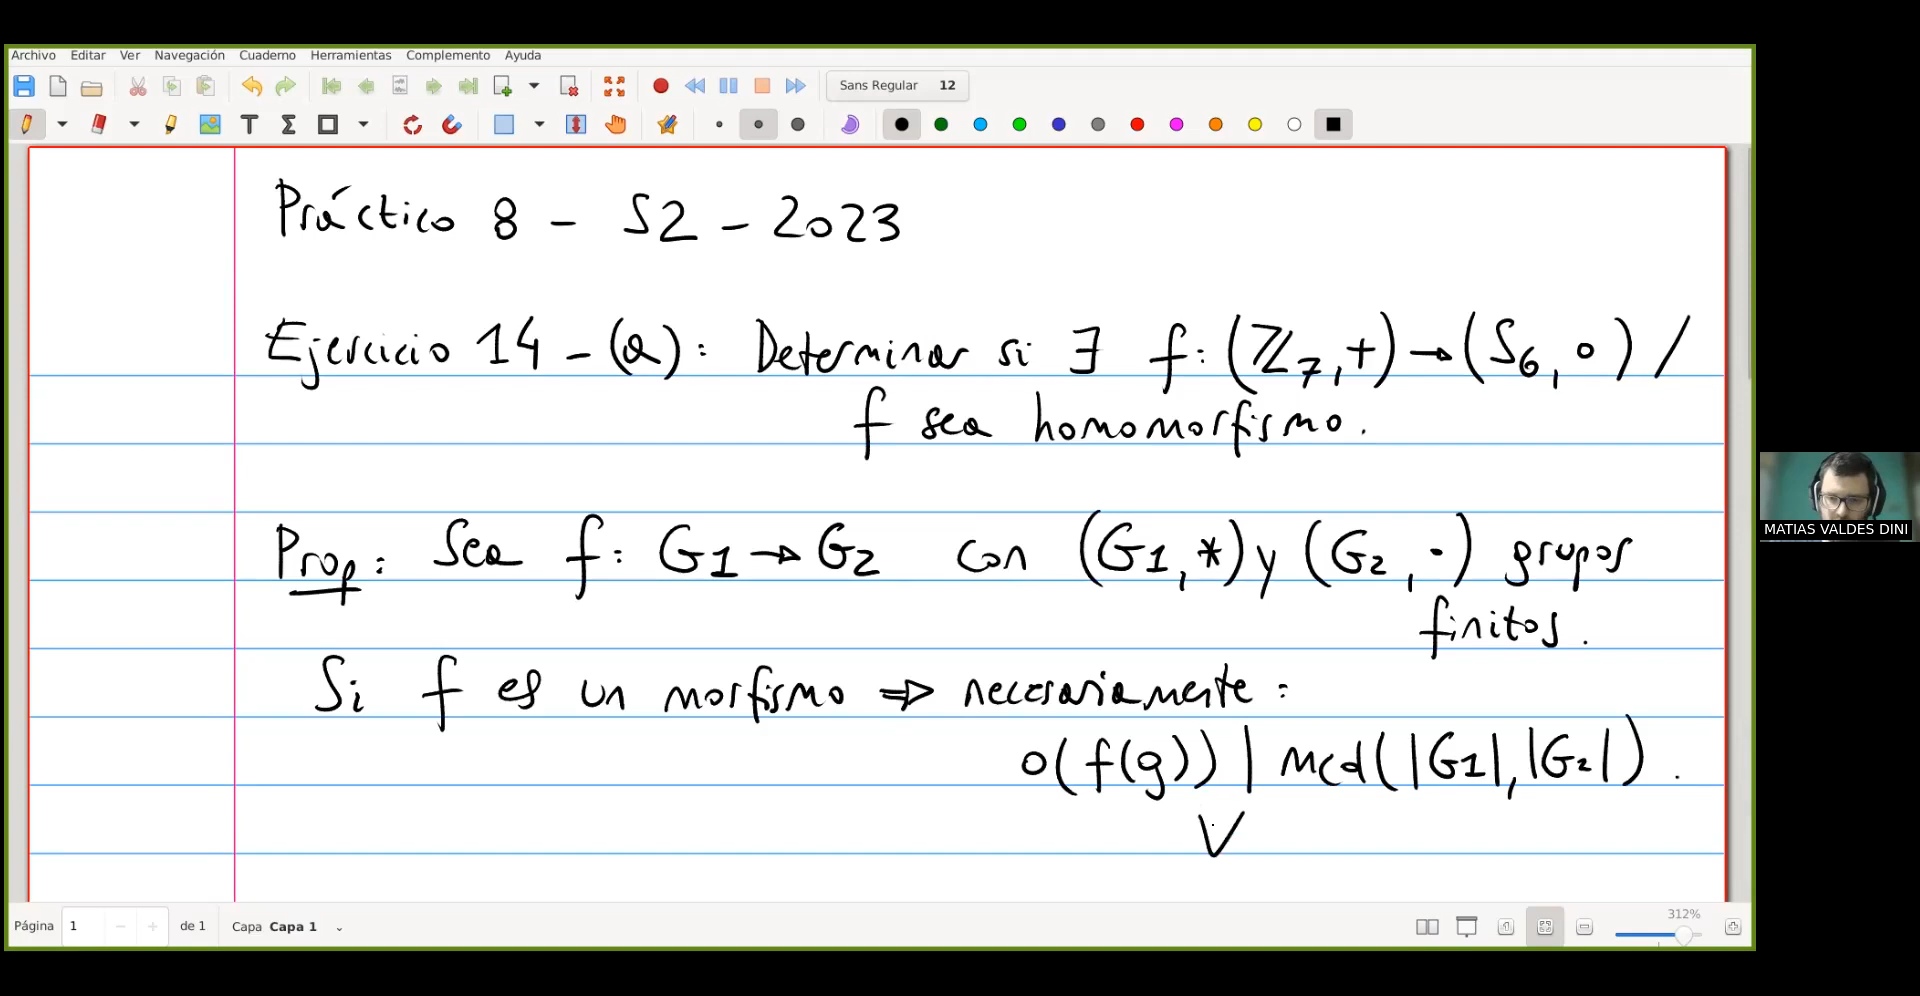 Archivo Editar Ver Navegación Cuaderno Herramientas Complemento Ayuda
Sans Regular 12
Práctico 8 - S2 - 2023
Ejercicio 14 - (a): Determinar si ∃ f: (ℤ₇, +) → (S₆, ∘) /
f sea homomorfismo.
Prop: Sea f: G1 → G2 con (G1, *) y (G2, ·) grupos
finitos.
Si f es un morfismo ⇒ necesariamente:
o(f(g)) | mcd(|G1|, |G2|).
V
MATIAS VALDES DINI
Página 1 de 1 Capa Capa 1 312%